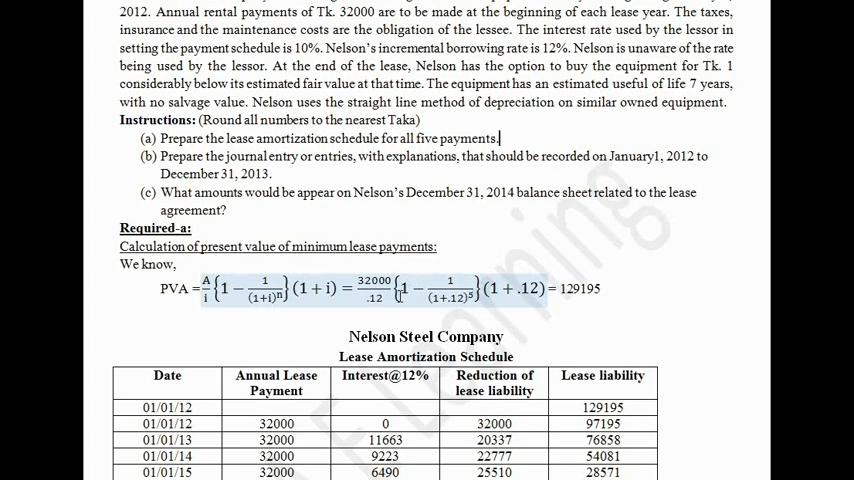 2012. Annual rental payments of Tk. 32000 are to be made at the beginning of each lease year. The taxes,
insurance and the maintenance costs are the obligation of the lessee. The interest rate used by the lessor in
setting the payment schedule is 10%. Nelson's incremental borrowing rate is 12%. Nelson is unaware of the rate
being used by the lessor. At the end of the lease, Nelson has the option to buy the equipment for Tk. 1
considerably below its estimated fair value at that time. The equipment has an estimated useful of life 7 years,
with no salvage value. Nelson uses the straight line method of depreciation on similar owned equipment.
Instructions: (Round all numbers to the nearest Taka)
(a) Prepare the lease amortization schedule for all five payments.
(b) Prepare the journal entry or entries, with explanations, that should be recorded on January1, 2012 to
December 31, 2013.
(c) What amounts would be appear on Nelson's December 31, 2014 balance sheet related to the lease
agreement?
Required-a:
Calculation of present value of minimum lease payments:
We know,
PVA = A/i {1 − 1/(1+i)^n} (1 + i) = 32000/.12 {1 − 1/(1+.12)^5} (1 + .12) = 129195
Nelson Steel Company
Lease Amortization Schedule
Date Annual Lease Payment Interest@12% Reduction of lease liability Lease liability
01/01/12 129195
01/01/12 32000 0 32000 97195
01/01/13 32000 11663 20337 76858
01/01/14 32000 9223 22777 54081
01/01/15 32000 6490 25510 28571